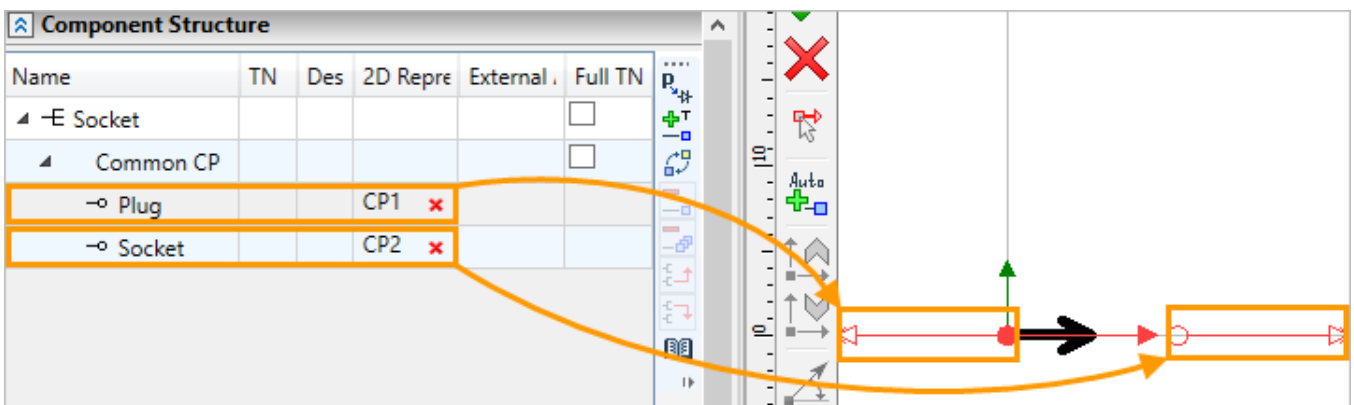 Component Structure
Name TN Des 2D Repre External Full TN
Socket
Common CP
Plug CP1
Socket CP2
P
T
Auto
10
0